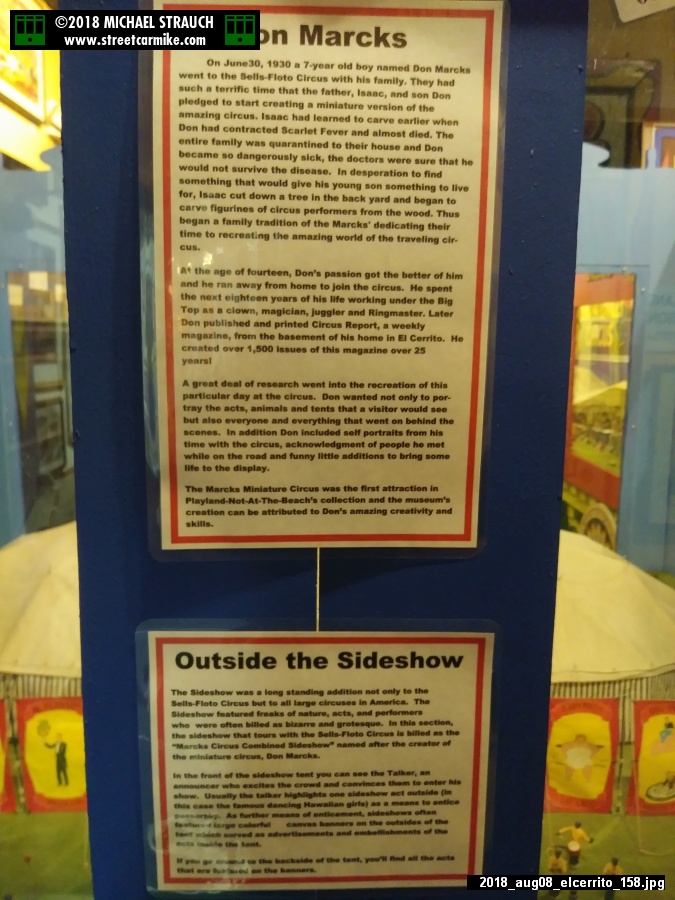 ©2018 MICHAEL STRAUCH
www.streetcarmike.com
on Marcks
On June30, 1930 a 7-year old boy named Don Marcks
went to the Sells-Floto Circus with his family. They had
such a terrific time that the father, Isaac, and son Don
pledged to start creating a miniature version of the
amazing circus. Isaac had learned to carve earlier when
Don had contracted Scarlet Fever and almost died. The
entire family was quarantined to their house and Don
became so dangerously sick, the doctors were sure that he
would not survive the disease. In desperation to find
something that would give his young son something to live
for, Isaac cut down a tree in the back yard and began to
carve figurines of circus performers from the wood. Thus
began a family tradition of the Marcks' dedicating their
time to recreating the amazing world of the traveling cir-
cus.
At the age of fourteen, Don's passion got the better of him
and he ran away from home to join the circus. He spent
the next eighteen years of his life working under the Big
Top as a clown, magician, juggler and Ringmaster. Later
Don published and printed Circus Report, a weekly
magazine, from the basement of his home in El Cerrito. He
created over 1,500 issues of this magazine over 25
years!
A great deal of research went into the recreation of this
particular day at the circus. Don wanted not only to por-
tray the acts, animals and tents that a visitor would see
but also everyone and everything that went on behind the
scenes. In addition Don included self portraits from his
time with the circus, acknowledgment of people he met
while on the road and funny little additions to bring some
life to the display.
The Marcks Miniature Circus was the first attraction in
Playland-Not-At-The-Beach's collection and the museum's
creation can be attributed to Don's amazing creativity and
skills.
Outside the Sideshow
The Sideshow was a long standing addition not only to the
Sells-Floto Circus but to all large circuses in America. The
Sideshow featured freaks of nature, acts, and performers
who were often billed as bizarre and grotesque. In this section,
the sideshow that tours with the Sells-Floto Circus is billed as the
"Marcks Circus Combined Sideshow" named after the creator of
the miniature circus, Don Marcks.
In the front of the sideshow tent you can see the Talker, an
announcer who excites the crowd and convinces them to enter his
show. Usually the talker highlights one sideshow act outside (in
this case the famous dancing Hawaiian girls) as a means to entice
passersby. As further means of enticement, sideshows often
featured large colorful canvas banners on the outsides of the
tent which served as advertisements and embellishments of the
acts inside the tent.
If you go around to the backside of the tent, you'll find all the acts
that are featured on the banners.
2018_aug08_elcerrito_158.jpg